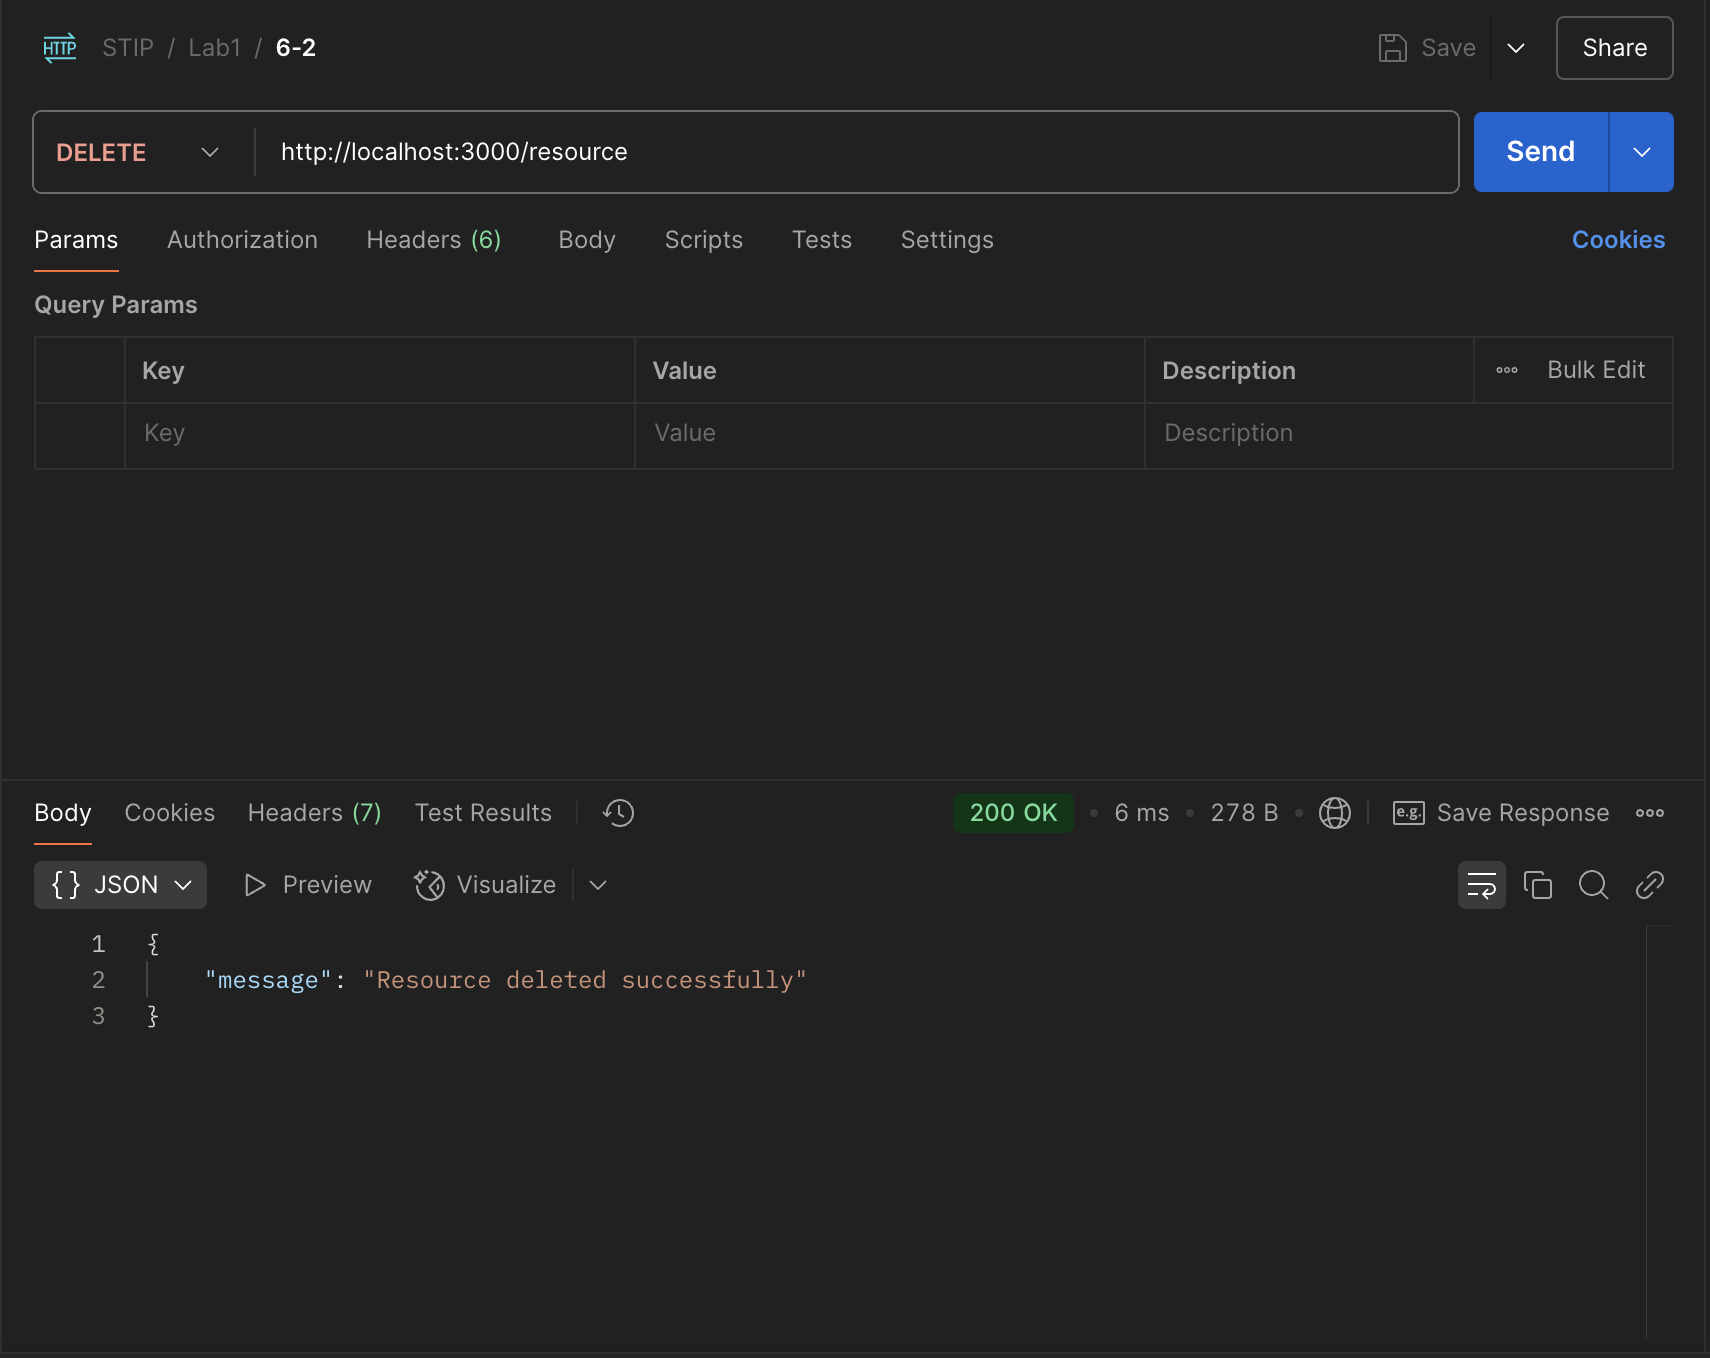 HTTP STIP / Lab1 / 6-2 Save Share
DELETE http://localhost:3000/resource Send
Params Authorization Headers (6) Body Scripts Tests Settings Cookies
Query Params
Key Value Description Bulk Edit
Key Value Description
Body Cookies Headers (7) Test Results 200 OK • 6 ms • 278 B • e.g. Save Response
{} JSON Preview Visualize
1 {
2 "message": "Resource deleted successfully"
3 }